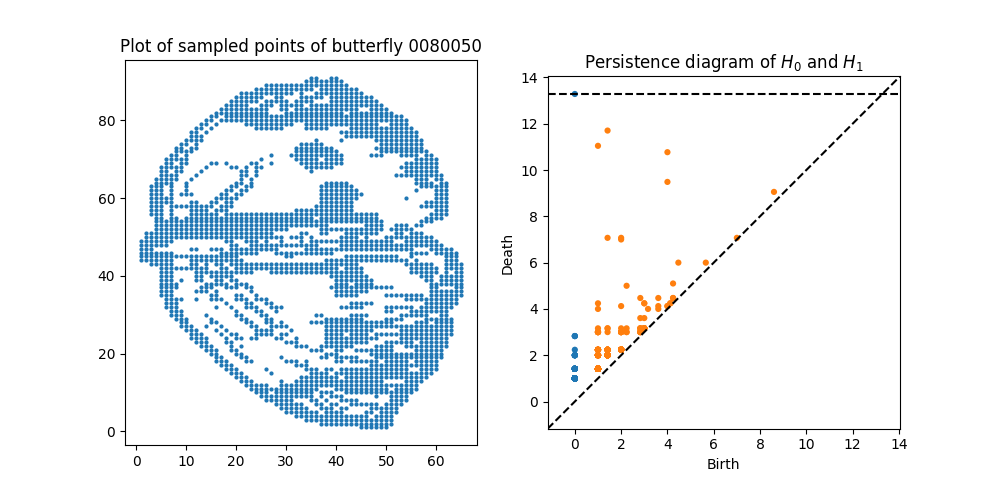 Plot of sampled points of butterfly 0080050
80
60
40
20
0
0 10 20 30 40 50 60
Persistence diagram of H₀ and H₁
14
12
10
8
6
4
2
0
Death
0 2 4 6 8 10 12 14
Birth